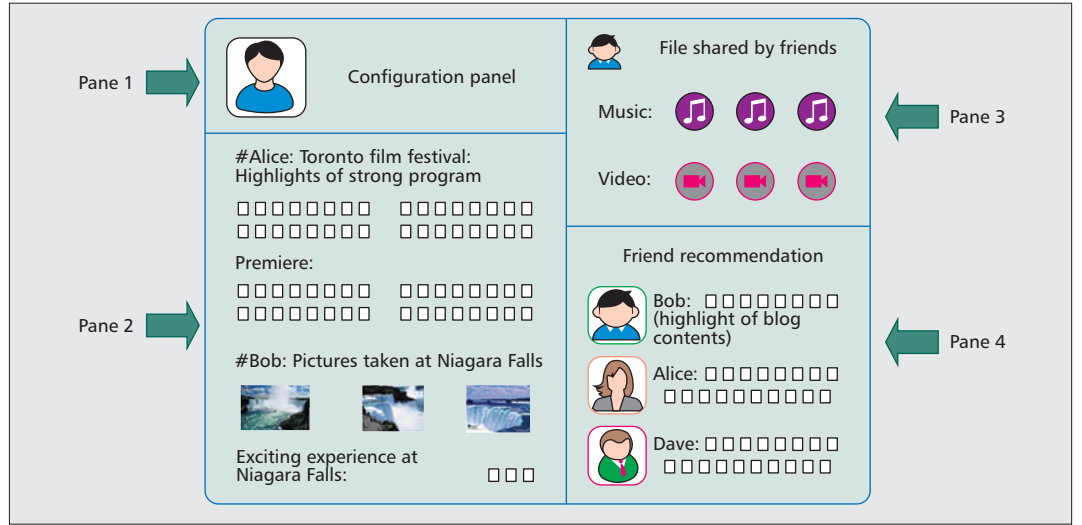 Pane 1
Configuration panel
#Alice: Toronto film festival:
Highlights of strong program
Premiere:
Pane 2
#Bob: Pictures taken at Niagara Falls
Exciting experience at
Niagara Falls:
File shared by friends
Music:
Video:
Pane 3
Friend recommendation
Bob:
(highlight of blog
contents)
Alice:
Dave:
Pane 4